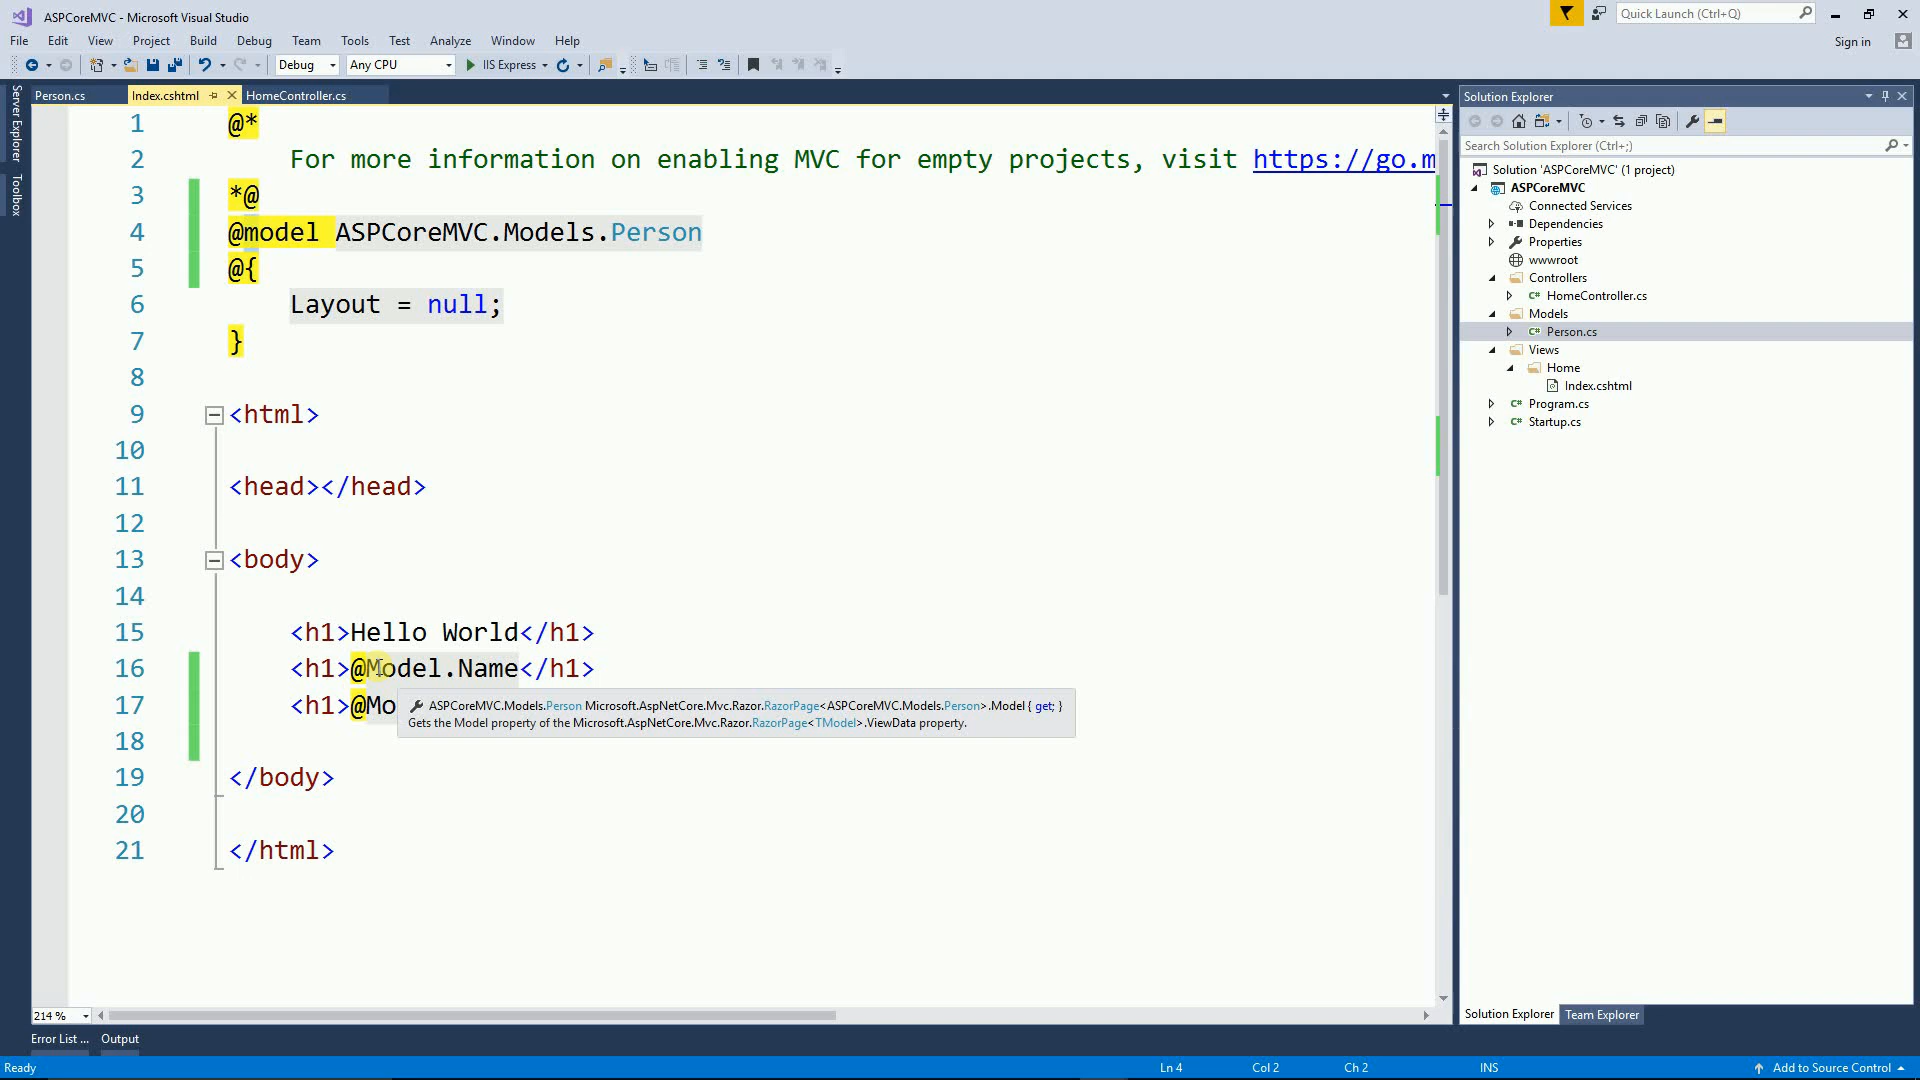 ASPCoreMVC - Microsoft Visual Studio
Quick Launch (Ctrl+Q)
File Edit View Project Build Debug Team Tools Test Analyze Window Help
Sign in
Debug Any CPU IIS Express
Server Explorer
Toolbox
Person.cs Index.cshtml HomeController.cs
1 @*
2 For more information on enabling MVC for empty projects, visit https://go.m
3 *@
4 @model ASPCoreMVC.Models.Person
5 @{
6 Layout = null;
7 }
8
9 <html>
10
11 <head></head>
12
13 <body>
14
15 <h1>Hello World</h1>
16 <h1>@Model.Name</h1>
17 <h1>@Mo
ASPCoreMVC.Models.Person Microsoft.AspNetCore.Mvc.Razor.RazorPage<ASPCoreMVC.Models.Person>.Model { get; }
Gets the Model property of the Microsoft.AspNetCore.Mvc.Razor.RazorPage<TModel>.ViewData property.
18
19 </body>
20
21 </html>
214 %
Solution Explorer
Search Solution Explorer (Ctrl+;)
Solution 'ASPCoreMVC' (1 project)
ASPCoreMVC
Connected Services
Dependencies
Properties
wwwroot
Controllers
HomeController.cs
Models
Person.cs
Views
Home
Index.cshtml
Program.cs
Startup.cs
Solution Explorer Team Explorer
Error List ... Output
Ready Ln 4 Col 2 Ch 2 INS Add to Source Control